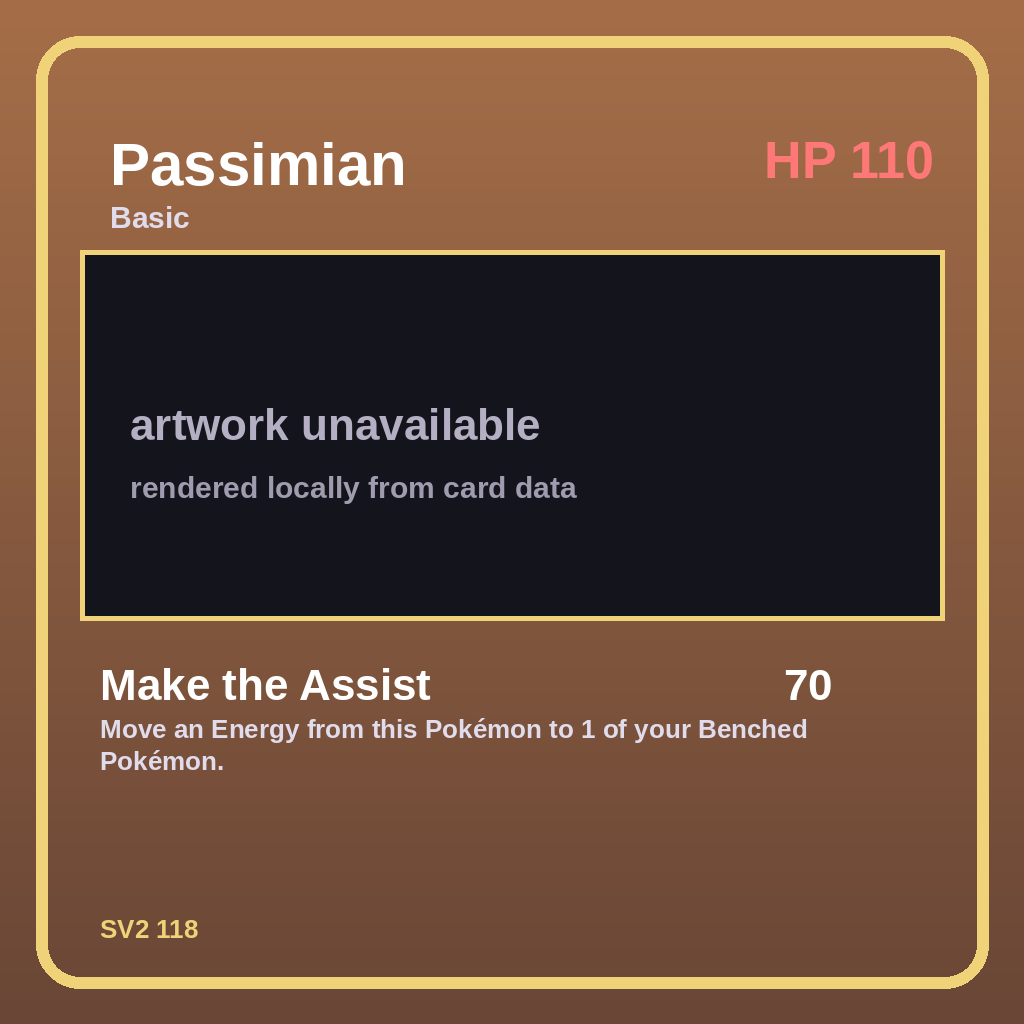 Passimian
HP 110
Basic
artwork unavailable
rendered locally from card data
Make the Assist
70
Move an Energy from this Pokémon to 1 of your Benched
Pokémon.
SV2 118